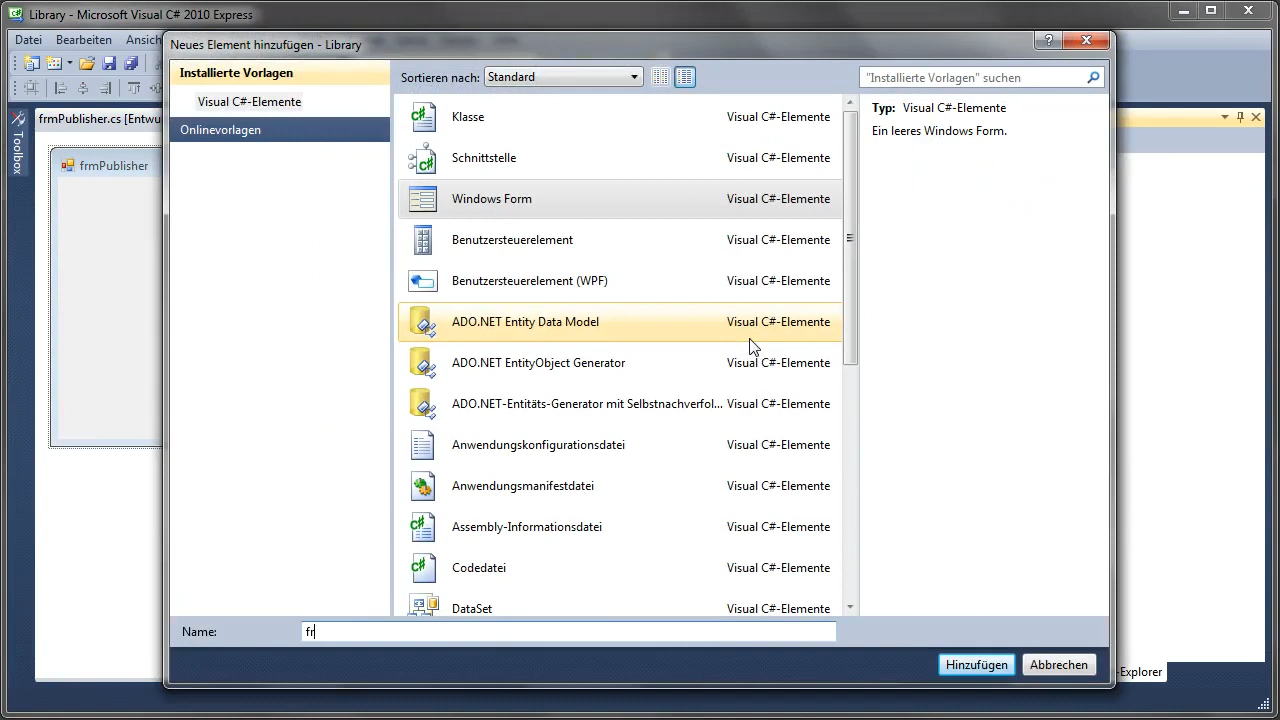 Library - Microsoft Visual C# 2010 Express
Datei Bearbeiten Ansich
Neues Element hinzufügen - Library
Toolbox
frmPublisher.cs [Entwu
frmPublisher
Installierte Vorlagen
Visual C#-Elemente
Onlinevorlagen
Sortieren nach: Standard
"Installierte Vorlagen" suchen
Klasse Visual C#-Elemente
Schnittstelle Visual C#-Elemente
Windows Form Visual C#-Elemente
Benutzersteuerelement Visual C#-Elemente
Benutzersteuerelement (WPF) Visual C#-Elemente
ADO.NET Entity Data Model Visual C#-Elemente
ADO.NET EntityObject Generator Visual C#-Elemente
ADO.NET-Entitäts-Generator mit Selbstnachverfol... Visual C#-Elemente
Anwendungskonfigurationsdatei Visual C#-Elemente
Anwendungsmanifestdatei Visual C#-Elemente
Assembly-Informationsdatei Visual C#-Elemente
Codedatei Visual C#-Elemente
DataSet Visual C#-Elemente
Typ: Visual C#-Elemente
Ein leeres Windows Form.
Name: fr
Hinzufügen Abbrechen
-Explorer